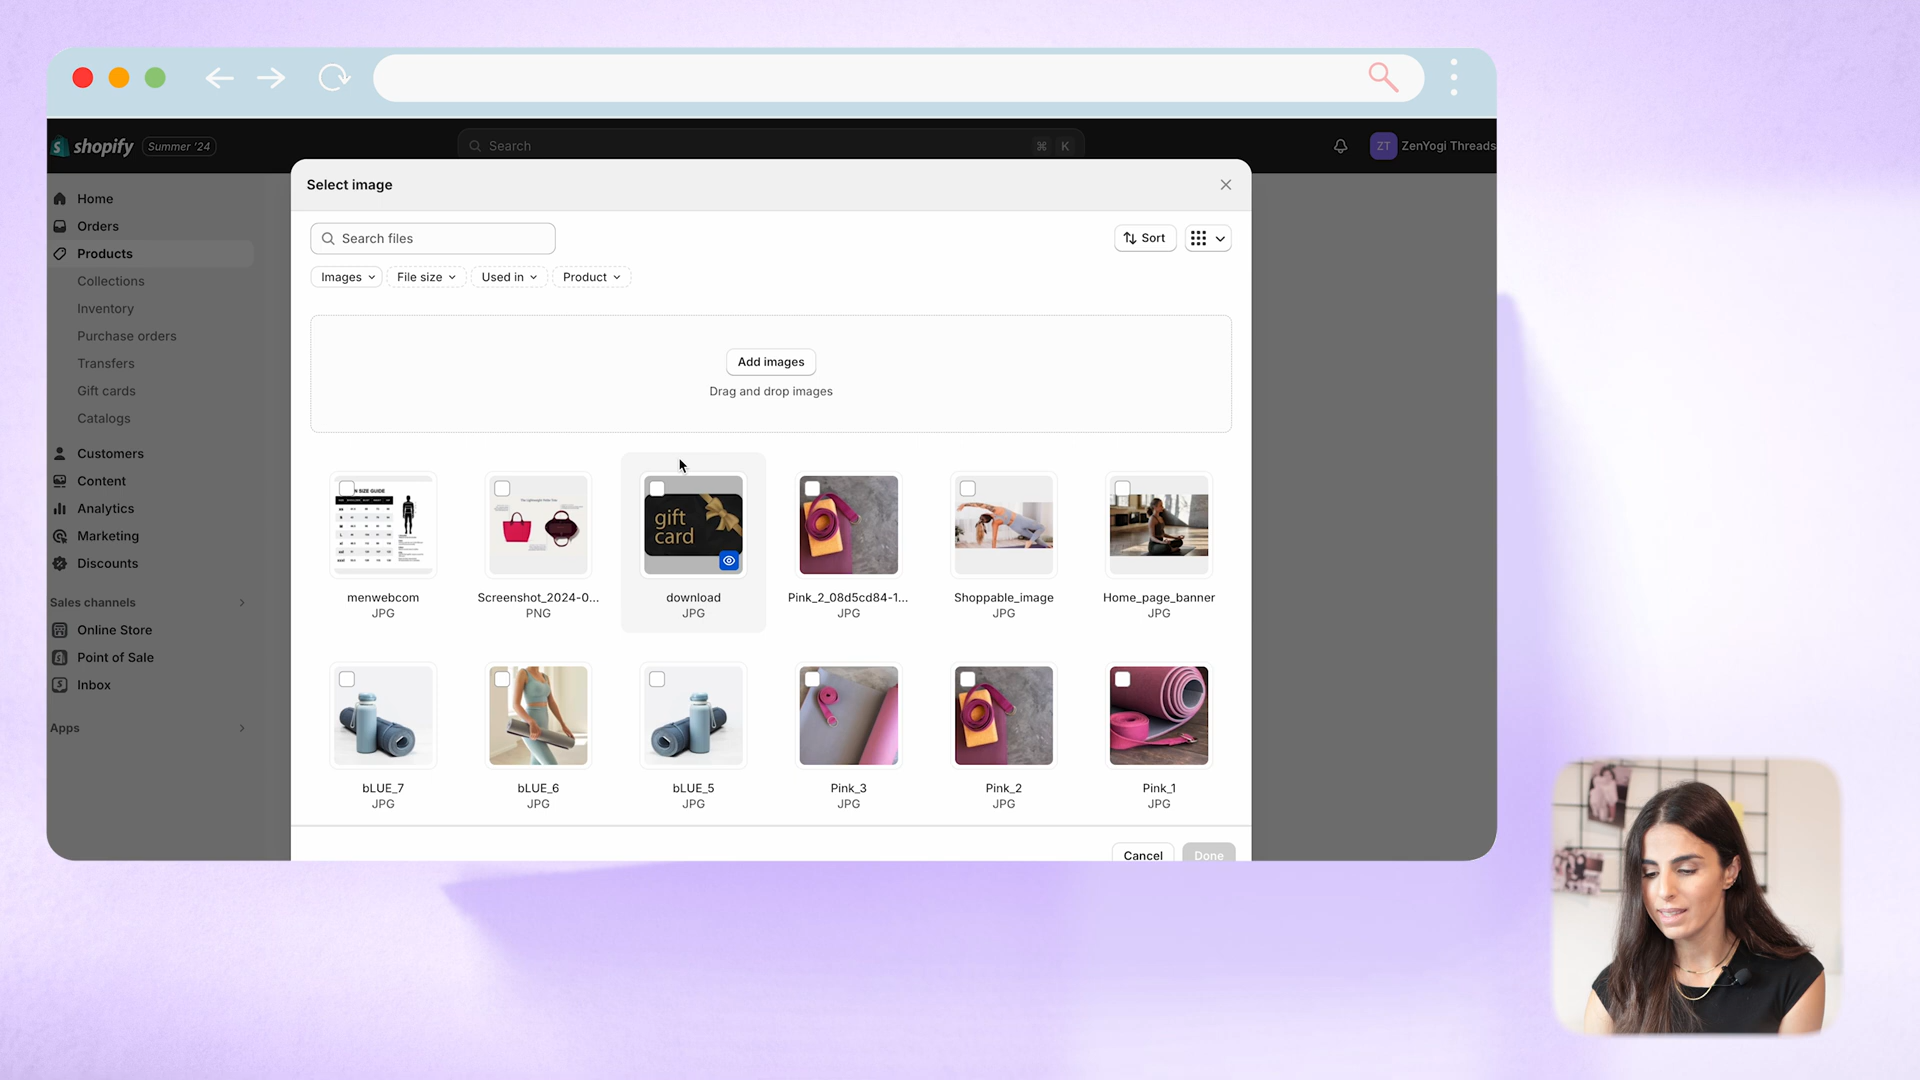 shopify Summer '24
Search ⌘ K
ZT ZenYogi Threads
Home
Orders
Products
Collections
Inventory
Purchase orders
Transfers
Gift cards
Catalogs
Customers
Content
Analytics
Marketing
Discounts
Sales channels
Online Store
Point of Sale
Inbox
Apps
Select image
Search files
Sort
Images File size Used in Product
Add images
Drag and drop images
N SIZE GUIDE
gift
card
menwebcom Screenshot_2024-0... download Pink_2_08d5cd84-1... Shoppable_image Home_page_banner
JPG PNG JPG JPG JPG JPG
bLUE_7 bLUE_6 bLUE_5 Pink_3 Pink_2 Pink_1
JPG JPG JPG JPG JPG JPG
Cancel Done